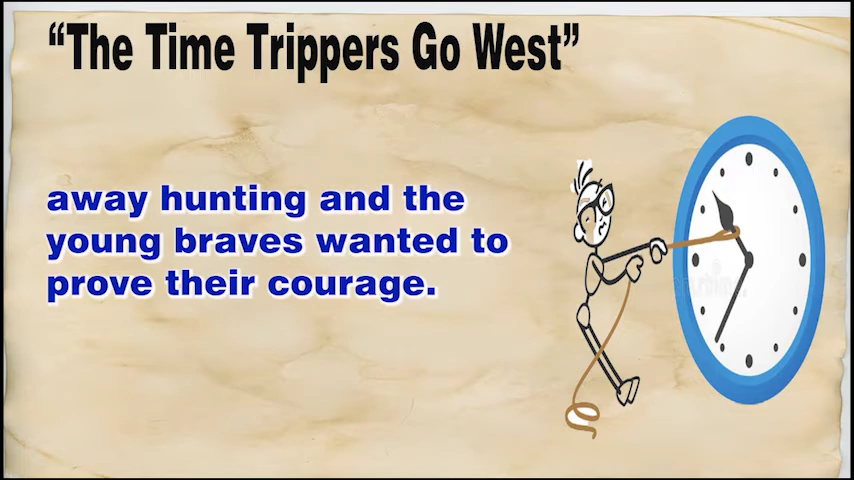 “The Time Trippers Go West”
away hunting and the
young braves wanted to
prove their courage.